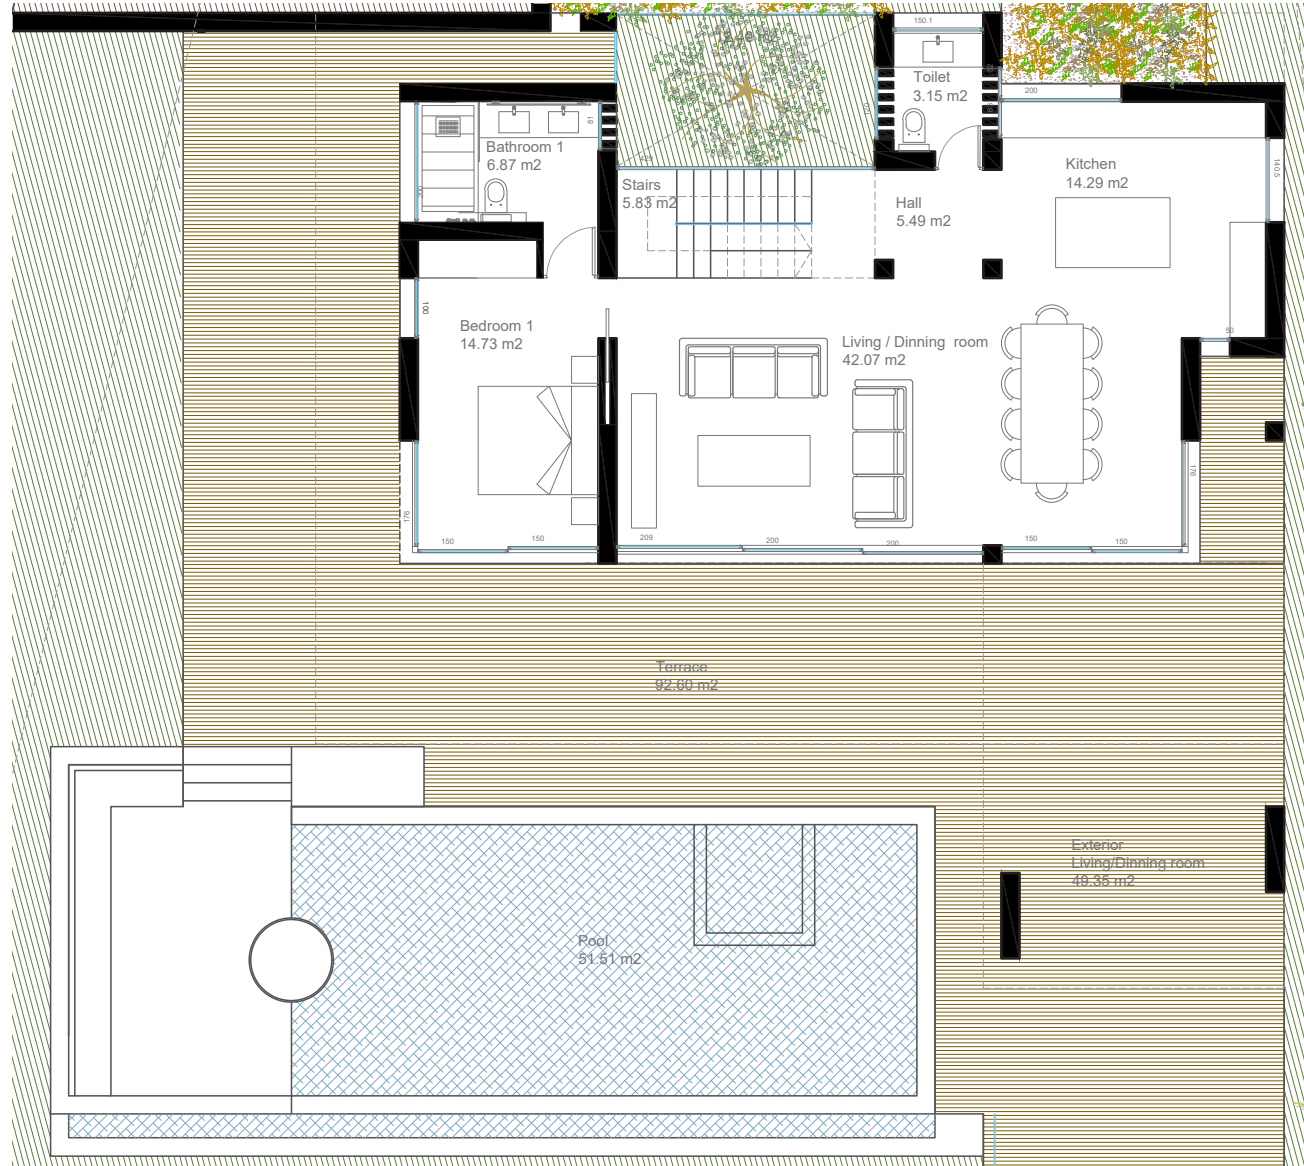 150.1
Toilet
3.15 m2
200
Bathroom 1
6.87 m2
81
Kitchen
14.29 m2
140.5
429
Stairs
5.83 m2
200
Hall
5.49 m2
Bedroom 1
14.73 m2
Living / Dinning room
42.07 m2
50
176
176
150
150
209
200
200
150
150
Terrace
92.60 m2
Exterior
Living/Dinning room
49.35 m2
Pool
51.51 m2